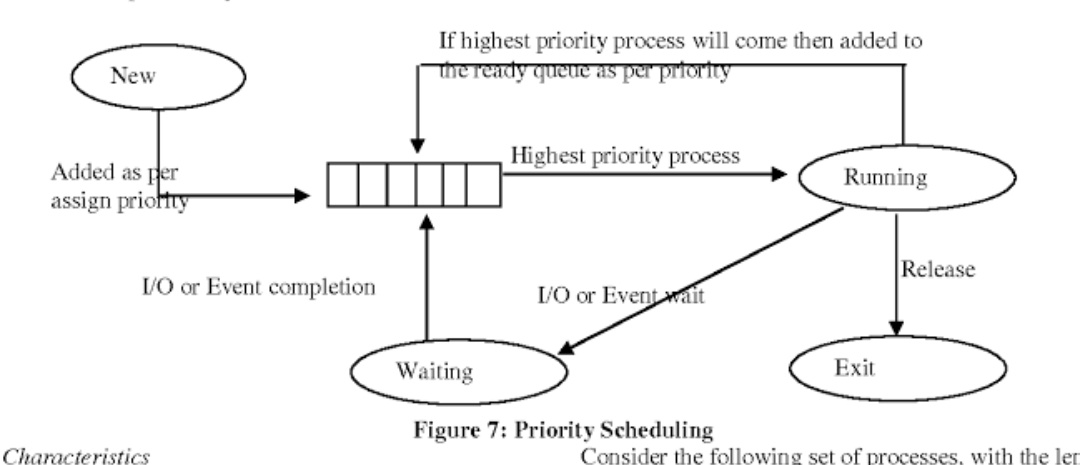 If highest priority process will come then added to
the ready queue as per priority
New
Added as per
assign priority
Highest priority process
Running
I/O or Event completion
I/O or Event wait
Release
Waiting
Exit
Figure 7: Priority Scheduling
Characteristics
Consider the following set of processes, with the